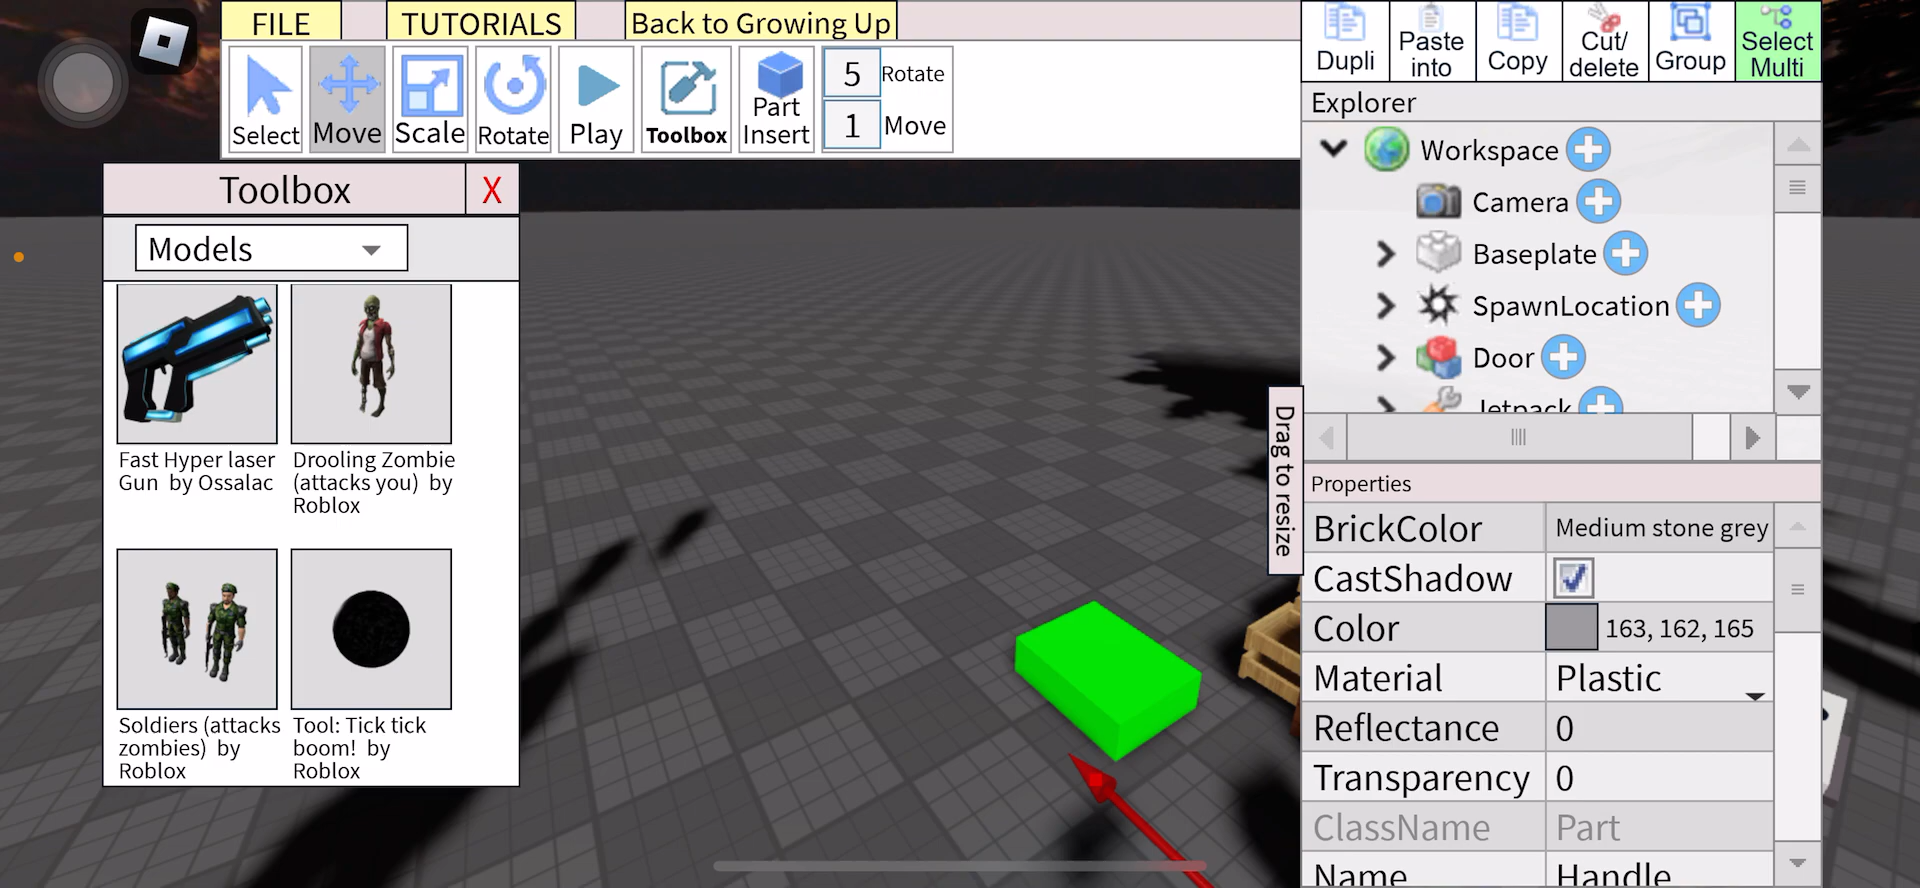 FILE
TUTORIALS
Back to Growing Up
Select
Move
Scale
Rotate
Play
Toolbox
Part
Insert
5 Rotate
1 Move
Dupli
Paste
into
Copy
Cut/
delete
Group
Select
Multi
Toolbox
X
Models
Fast Hyper laser
Gun by Ossalac
Drooling Zombie
(attacks you) by
Roblox
Soldiers (attacks
zombies) by
Roblox
Tool: Tick tick
boom! by
Roblox
Drag to resize
Explorer
Workspace
Camera
Baseplate
SpawnLocation
Door
Jetpack
Properties
BrickColor Medium stone grey
CastShadow
Color 163, 162, 165
Material Plastic
Reflectance 0
Transparency 0
ClassName Part
Name Handle